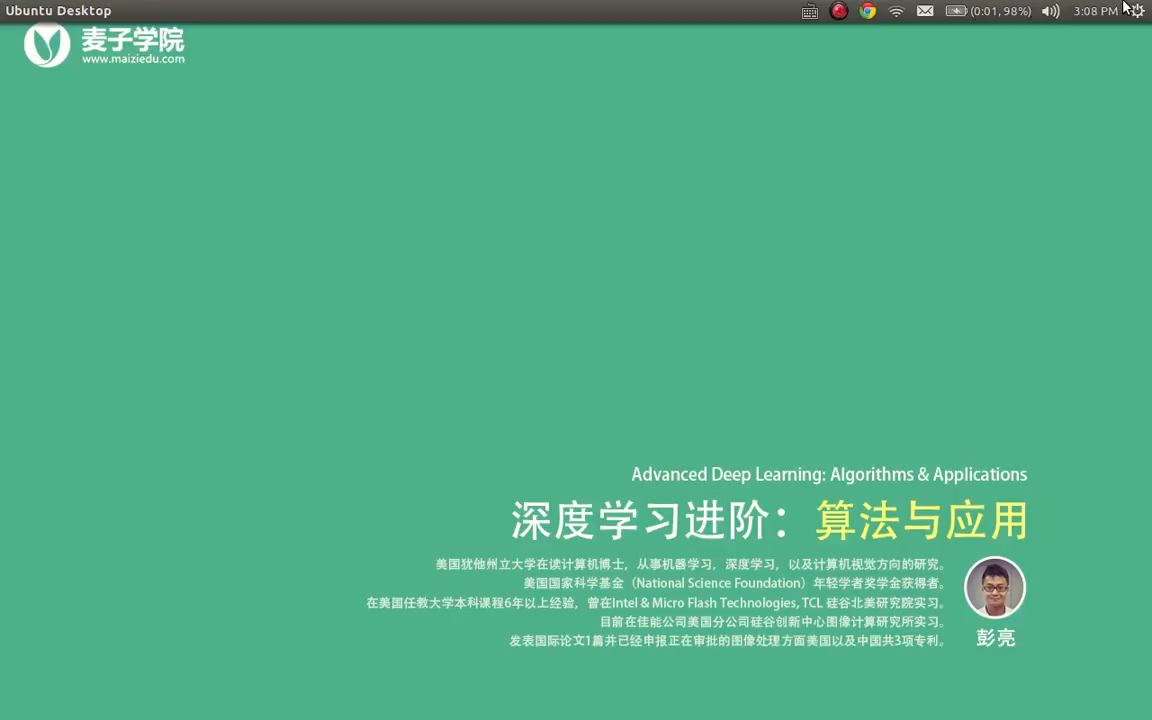 Ubuntu Desktop
(0:01, 98%)
3:08 PM
麦子学院
www.maiziedu.com
Advanced Deep Learning: Algorithms & Applications
深度学习进阶：算法与应用
美国犹他州立大学在读计算机博士，从事机器学习，深度学习，以及计算机视觉方向的研究。
美国国家科学基金（National Science Foundation）年轻学者奖学金获得者。
在美国任教大学本科课程6年以上经验，曾在Intel & Micro Flash Technologies, TCL 硅谷北美研究院实习。
目前在佳能公司美国分公司硅谷创新中心图像计算研究所实习。
发表国际论文1篇并已经申报正在审批的图像处理方面美国以及中国共3项专利。
彭亮